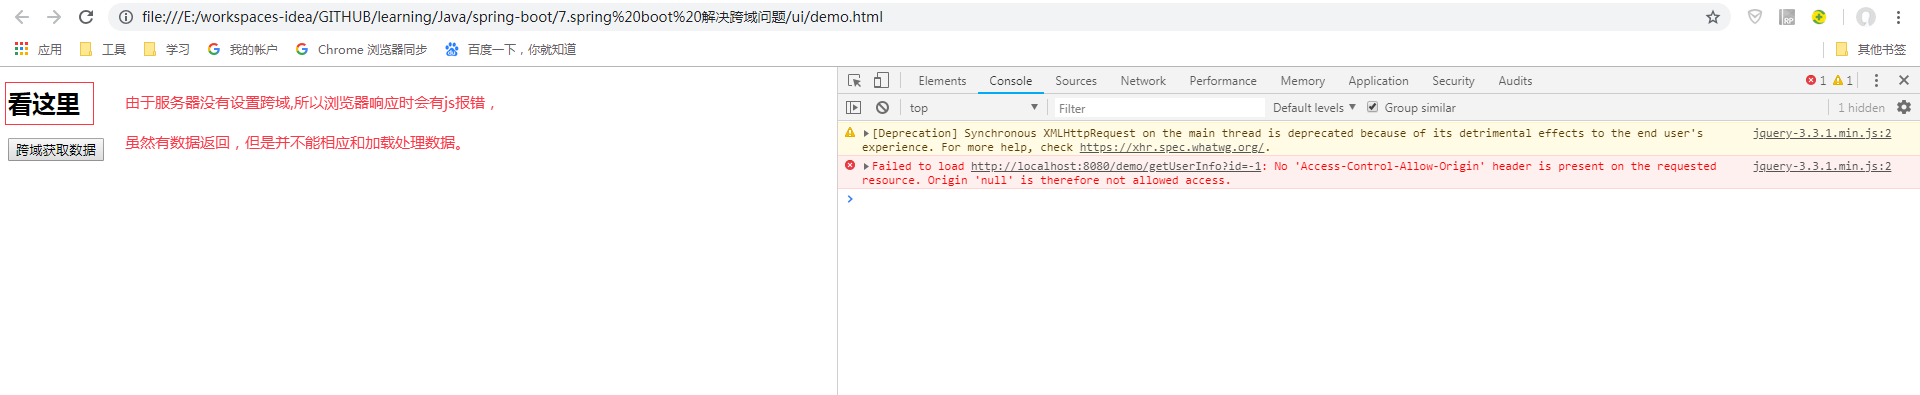 file:///E:/workspaces-idea/GITHUB/learning/Java/spring-boot/7.spring%20boot%20解决跨域问题/ui/demo.html
RP
应用 工具 学习 我的帐户 Chrome 浏览器同步 百度一下，你就知道 其他书签
看这里
由于服务器没有设置跨域,所以浏览器响应时会有js报错，
虽然有数据返回，但是并不能相应和加载处理数据。
跨域获取数据
Elements Console Sources Network Performance Memory Application Security Audits 1 1
top Filter Default levels Group similar 1 hidden
[Deprecation] Synchronous XMLHttpRequest on the main thread is deprecated because of its detrimental effects to the end user's jquery-3.3.1.min.js:2
experience. For more help, check https://xhr.spec.whatwg.org/.
Failed to load http://localhost:8080/demo/getUserInfo?id=-1: No 'Access-Control-Allow-Origin' header is present on the requested jquery-3.3.1.min.js:2
resource. Origin 'null' is therefore not allowed access.